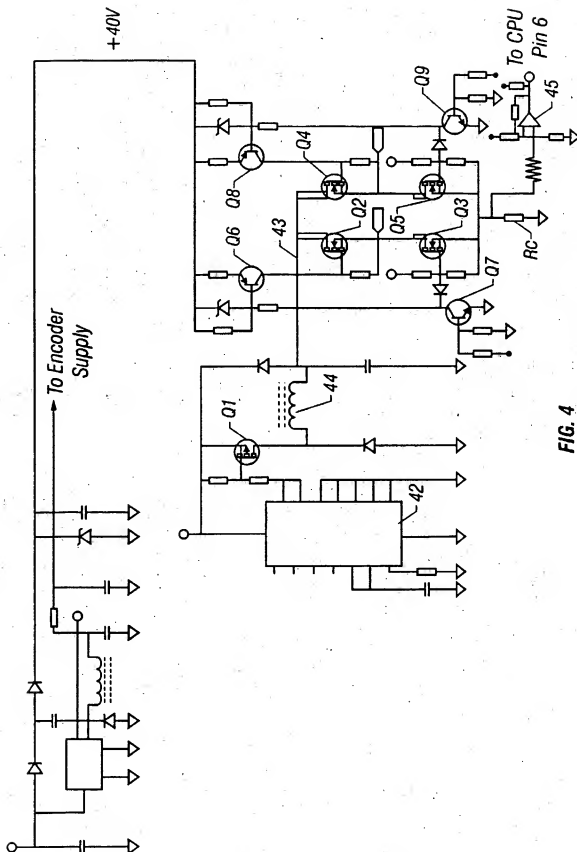 +40V
To Encoder
Supply
Q8
Q6
Q4
Q2
Q9
43
Q5
Q3
Q7
Q1
44
42
RC
45
To CPU
Pin 6
FIG. 4